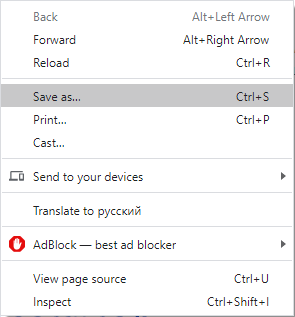 Back Alt+Left Arrow
Forward Alt+Right Arrow
Reload Ctrl+R
Save as... Ctrl+S
Print... Ctrl+P
Cast...
Send to your devices
Translate to русский
AdBlock — best ad blocker
View page source Ctrl+U
Inspect Ctrl+Shift+I